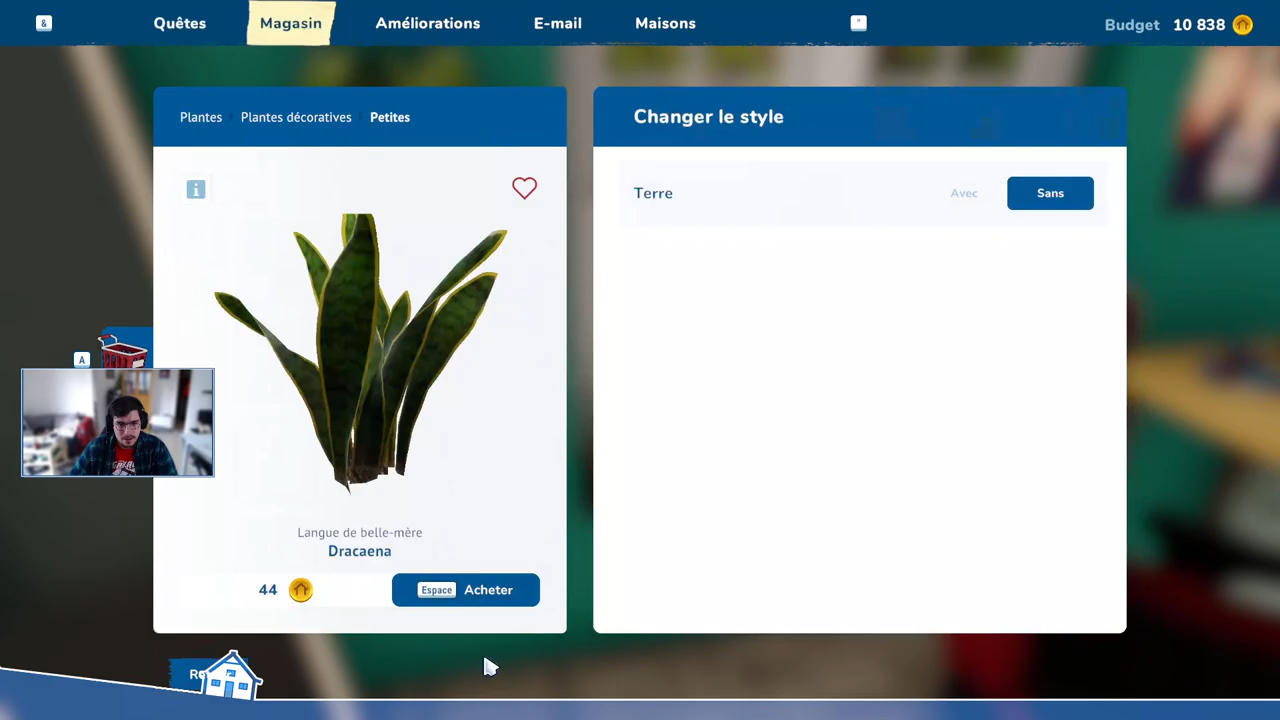 &
Quêtes
Magasin
Améliorations
E-mail
Maisons
"
Budget 10 838
Plantes
Plantes décoratives
Petites
Changer le style
i
Terre
Avec
Sans
A
Langue de belle-mère
Dracaena
44
Espace Acheter